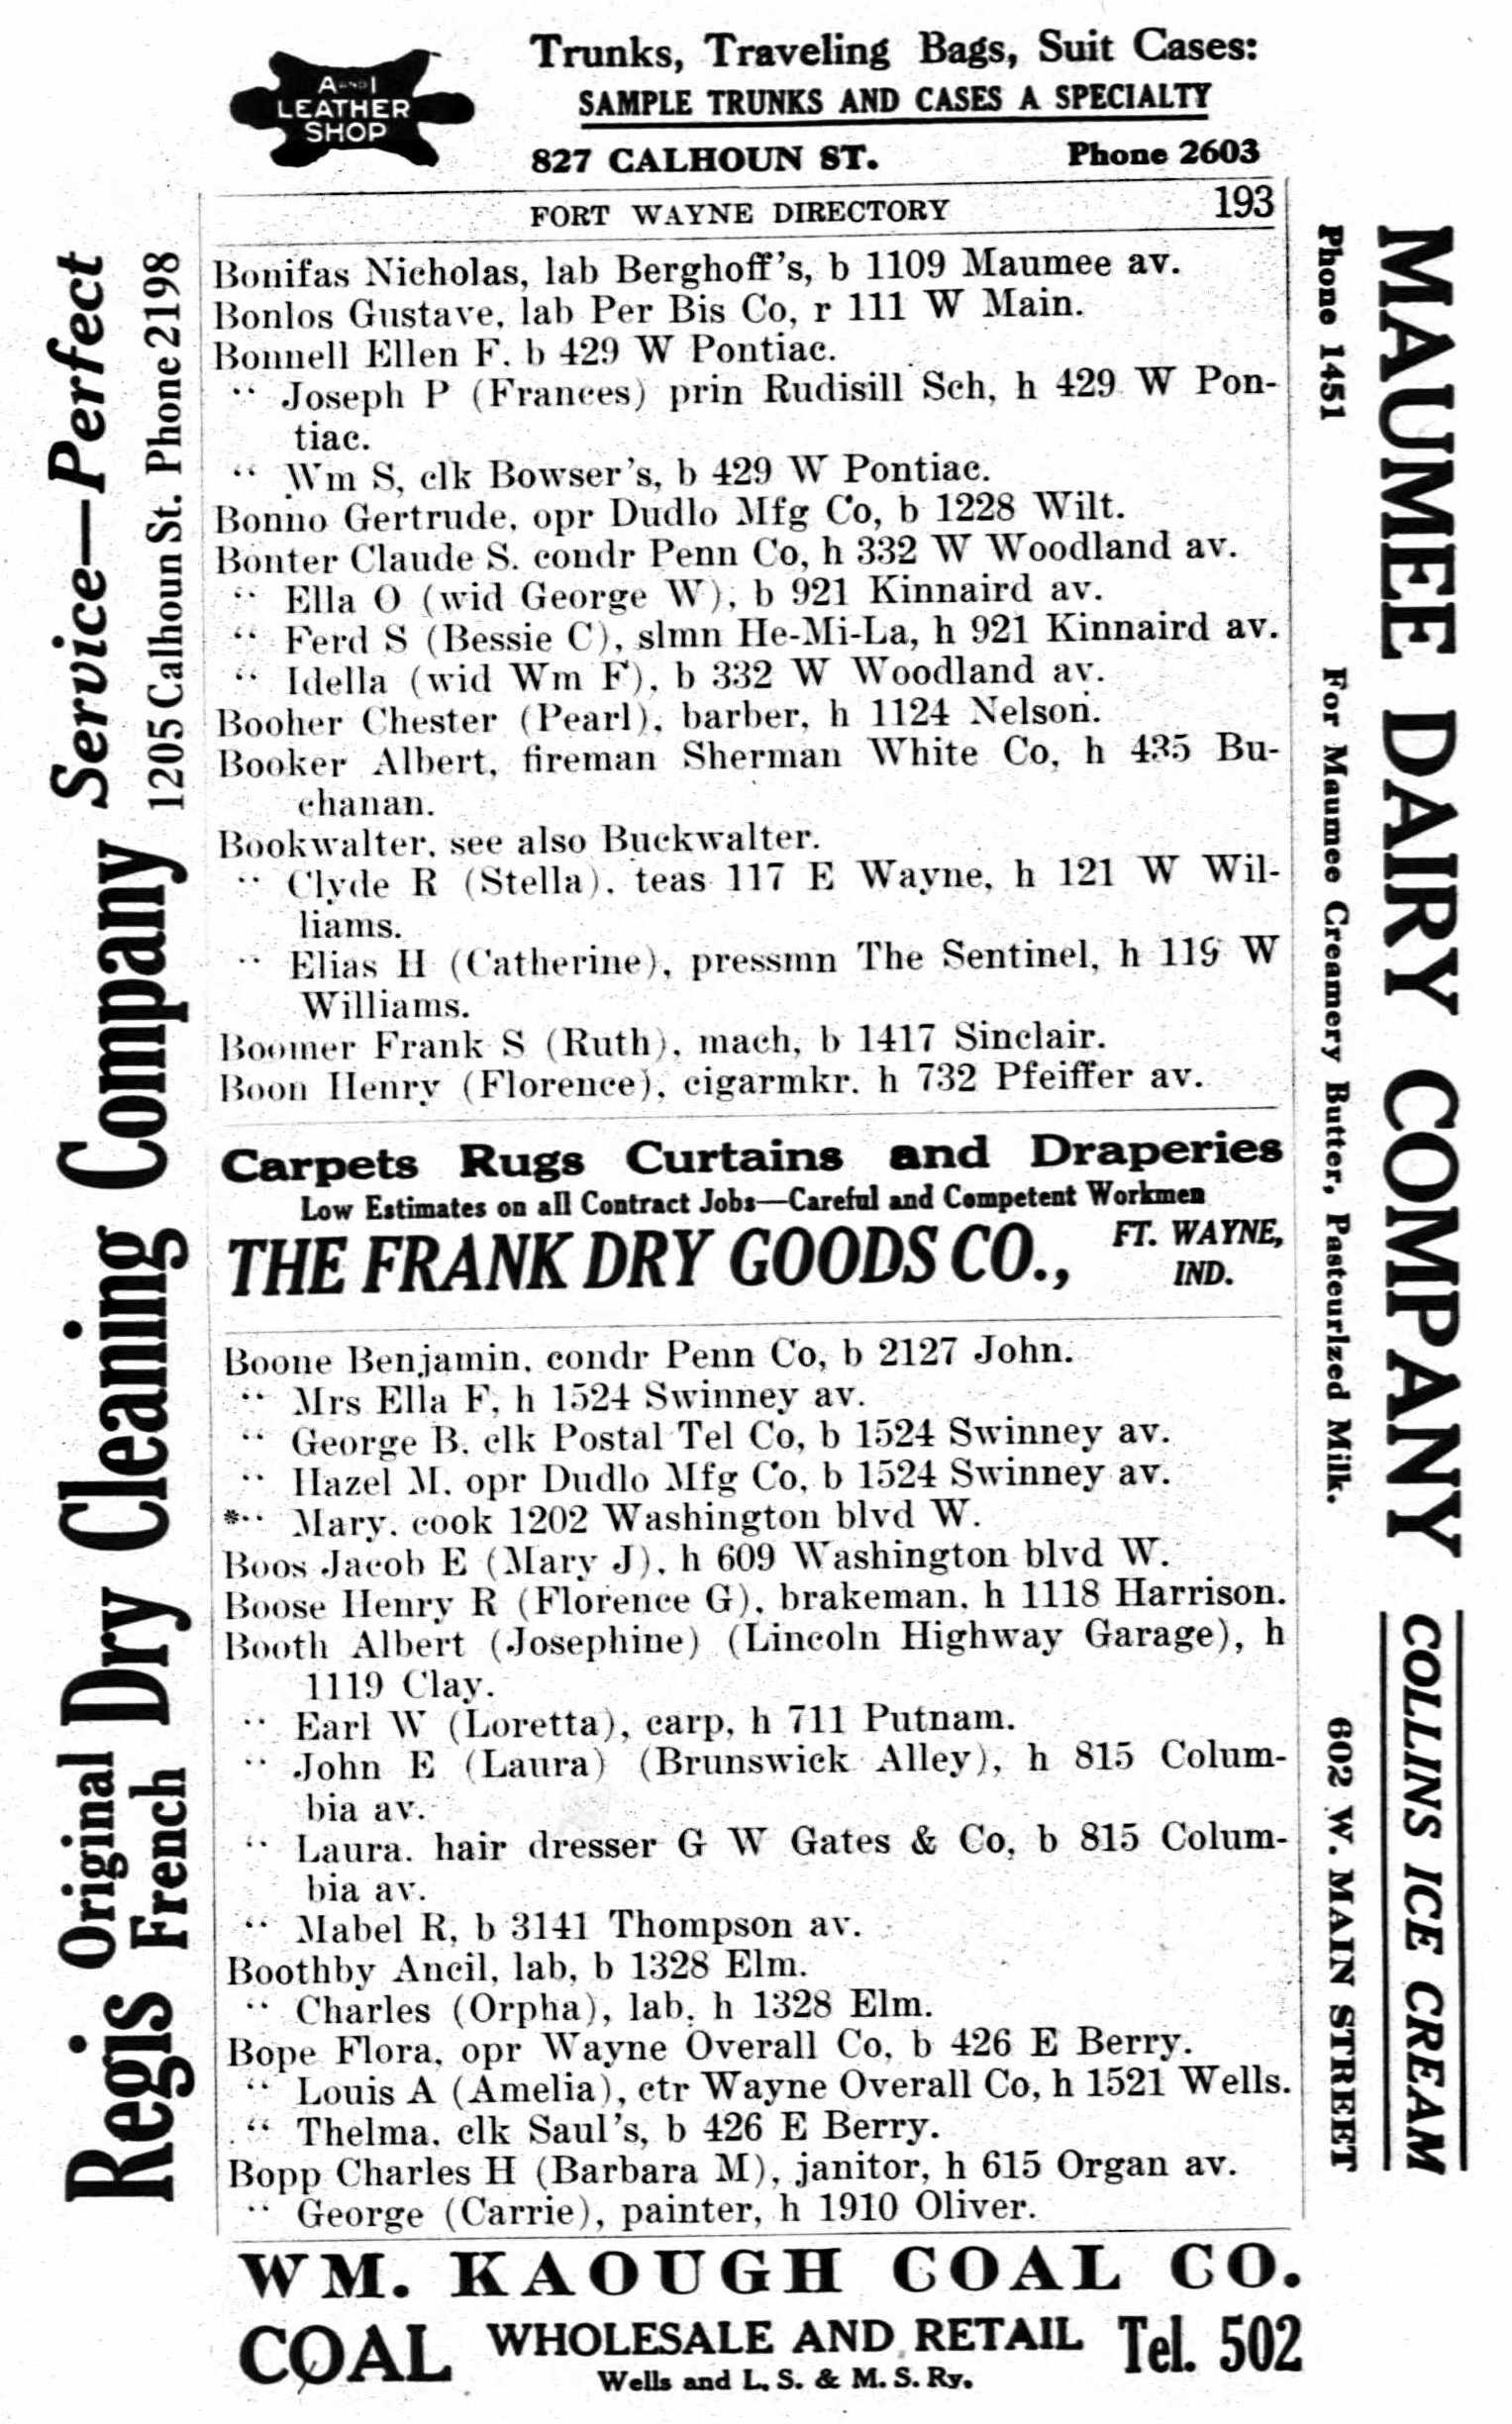 A AND I
LEATHER
SHOP
Trunks, Traveling Bags, Suit Cases:
SAMPLE TRUNKS AND CASES A SPECIALTY
827 CALHOUN ST. Phone 2603
FORT WAYNE DIRECTORY 193
Bonifas Nicholas, lab Berghoff's, b 1109 Maumee av.
Bonlos Gustave, lab Per Bis Co, r 111 W Main.
Bonnell Ellen F, b 429 W Pontiac.
“ Joseph P (Frances) prin Rudisill Sch, h 429 W Pon-
tiac.
“ Wm S, clk Bowser's, b 429 W Pontiac.
Bonno Gertrude, opr Dudlo Mfg Co, b 1228 Wilt.
Bonter Claude S. condr Penn Co, h 332 W Woodland av.
“ Ella O (wid George W), b 921 Kinnaird av.
“ Ferd S (Bessie C), slmn He-Mi-La, h 921 Kinnaird av.
“ Idella (wid Wm F), b 332 W Woodland av.
Booher Chester (Pearl), barber, h 1124 Nelson.
Booker Albert, fireman Sherman White Co, h 435 Bu-
chanan.
Bookwalter, see also Buckwalter.
“ Clyde R (Stella), teas 117 E Wayne, h 121 W Wil-
liams.
“ Elias H (Catherine), pressmn The Sentinel, h 119 W
Williams.
Boomer Frank S (Ruth), mach, b 1417 Sinclair.
Boon Henry (Florence), cigarmkr. h 732 Pfeiffer av.
Carpets Rugs Curtains and Draperies
Low Estimates on all Contract Jobs—Careful and Competent Workmen
THE FRANK DRY GOODS CO., FT. WAYNE,
IND.
Boone Benjamin, condr Penn Co, b 2127 John.
“ Mrs Ella F, h 1524 Swinney av.
“ George B. clk Postal Tel Co, b 1524 Swinney av.
“ Hazel M. opr Dudlo Mfg Co, b 1524 Swinney av.
*“ Mary. cook 1202 Washington blvd W.
Boos Jacob E (Mary J), h 609 Washington blvd W.
Boose Henry R (Florence G), brakeman, h 1118 Harrison.
Booth Albert (Josephine) (Lincoln Highway Garage), h
1119 Clay.
“ Earl W (Loretta), carp, h 711 Putnam.
“ John E (Laura) (Brunswick Alley), h 815 Colum-
bia av.
“ Laura. hair dresser G W Gates & Co, b 815 Colum-
bia av.
“ Mabel R, b 3141 Thompson av.
Boothby Ancil, lab, b 1328 Elm.
“ Charles (Orpha), lab, h 1328 Elm.
Bope Flora, opr Wayne Overall Co, b 426 E Berry.
“ Louis A (Amelia), ctr Wayne Overall Co, h 1521 Wells.
“ Thelma, clk Saul's, b 426 E Berry.
Bopp Charles H (Barbara M), janitor, h 615 Organ av.
“ George (Carrie), painter, h 1910 Oliver.
WM. KAOUGH COAL CO.
COAL WHOLESALE AND RETAIL Tel. 502
Wells and L. S. & M. S. Ry.
Regis Original French Dry Cleaning Company Service—Perfect
1205 Calhoun St. Phone 2198
MAUMEE DAIRY COMPANY COLLINS ICE CREAM
Phone 1451 For Maumee Creamery Butter, Pasteurized Milk. 602 W. MAIN STREET